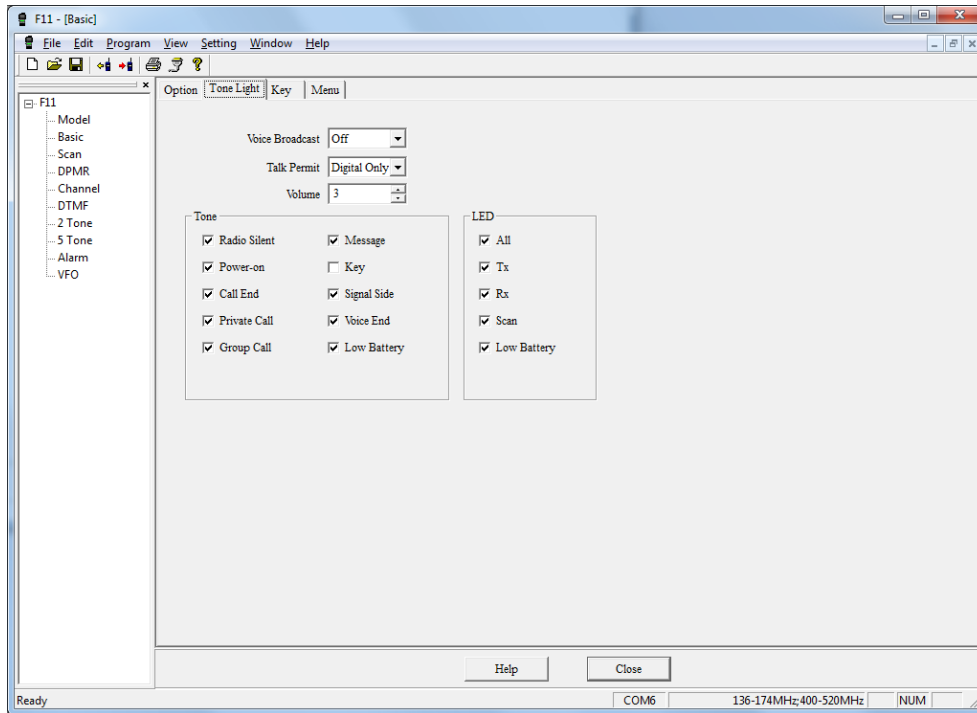 F11 - [Basic]
File Edit Program View Setting Window Help
F11
Model
Basic
Scan
DPMR
Channel
DTMF
2 Tone
5 Tone
Alarm
VFO
Option Tone Light Key Menu
Voice Broadcast Off
Talk Permit Digital Only
Volume 3
Tone
Radio Silent Message
Power-on Key
Call End Signal Side
Private Call Voice End
Group Call Low Battery
LED
All
Tx
Rx
Scan
Low Battery
Help Close
Ready COM6 136-174MHz;400-520MHz NUM